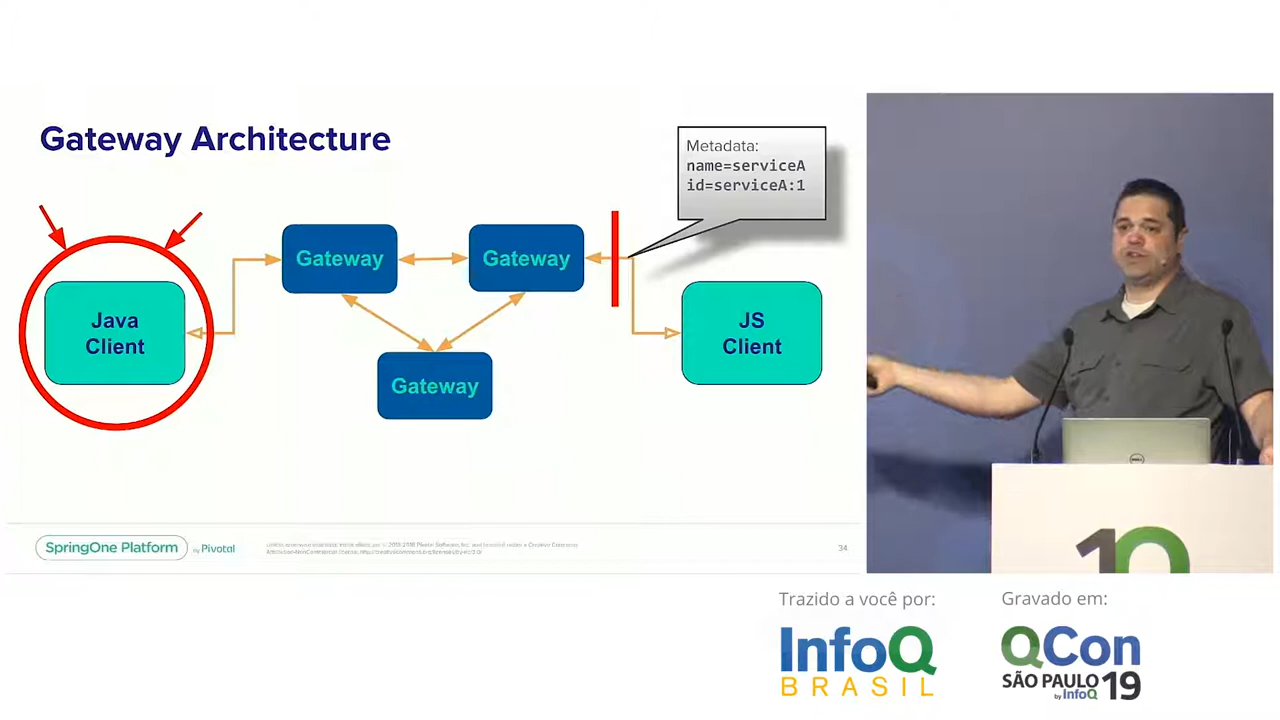 Gateway Architecture
Metadata:
name=serviceA
id=serviceA:1
Gateway
Gateway
Java
Client
JS
Client
Gateway
SpringOne Platform
by Pivotal
34
DELL
10
Trazido a você por:
Gravado em:
InfoQ
BRASIL
QCon
SÃO PAULO
by InfoQ
19